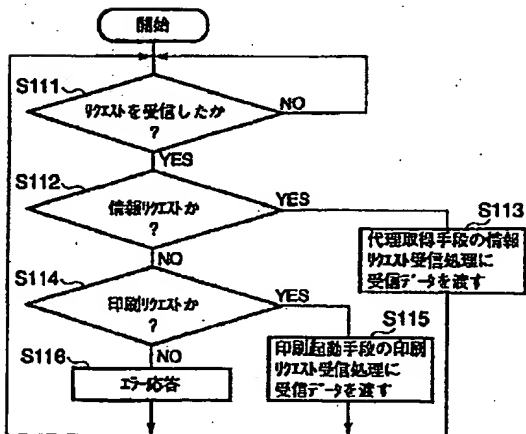 開始
S111
リクエストを受信したか
?
NO
YES
S112
情報リクエストか
?
YES
S113
代理取得手段の情報
リクエスト受信処理に
受信データを渡す
NO
S114
印刷リクエストか
?
YES
S115
印刷起動手段の印刷
リクエスト受信処理に
受信データを渡す
NO
S116
エラー応答